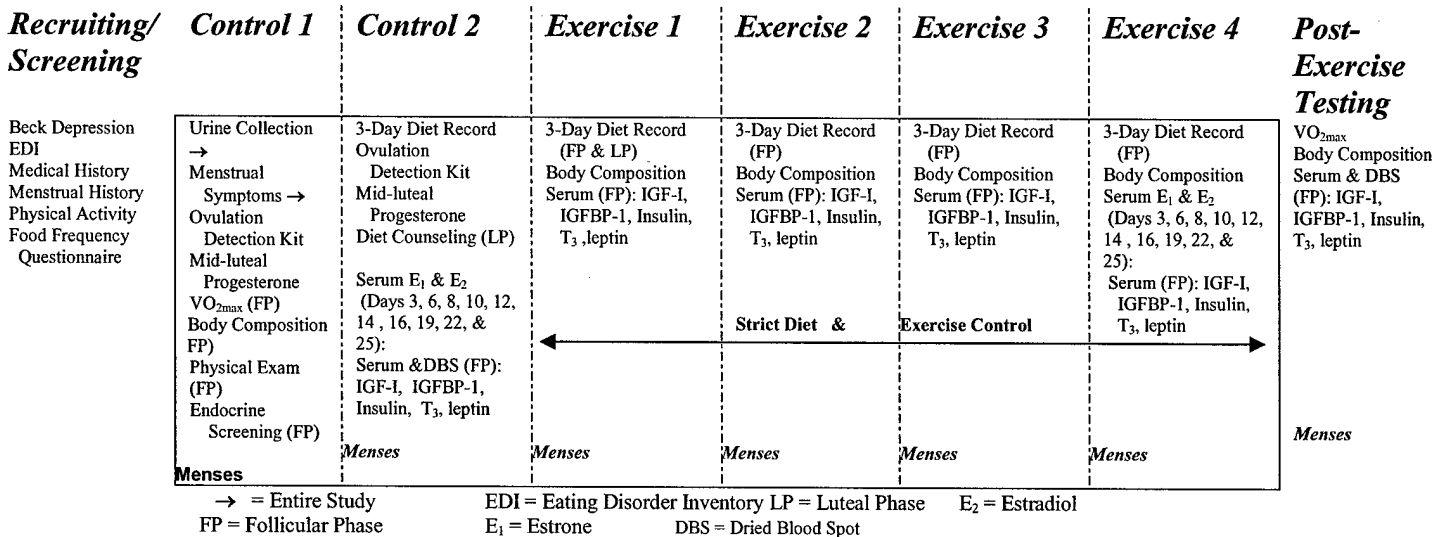 Recruiting/
Screening
Beck Depression
EDI
Medical History
Menstrual History
Physical Activity
Food Frequency
Questionnaire
Control 1
Urine Collection
→
Menstrual
Symptoms →
Ovulation
Detection Kit
Mid-luteal
Progesterone
VO2max (FP)
Body Composition
FP)
Physical Exam
(FP)
Endocrine
Screening (FP)
Menses
Control 2
3-Day Diet Record
Ovulation
Detection Kit
Mid-luteal
Progesterone
Diet Counseling (LP)
Serum E1 & E2
(Days 3, 6, 8, 10, 12,
14 , 16, 19, 22, &
25):
Serum &DBS (FP):
IGF-I, IGFBP-1,
Insulin, T3, leptin
Menses
Exercise 1
3-Day Diet Record
(FP & LP)
Body Composition
Serum (FP): IGF-I,
IGFBP-1, Insulin,
T3 ,leptin
Menses
Exercise 2
3-Day Diet Record
(FP)
Body Composition
Serum (FP): IGF-I,
IGFBP-1, Insulin,
T3, leptin
Strict Diet &
Menses
Exercise 3
3-Day Diet Record
(FP)
Body Composition
Serum (FP): IGF-I,
IGFBP-1, Insulin,
T3, leptin
Exercise Control
Menses
Exercise 4
3-Day Diet Record
(FP)
Body Composition
Serum E1 & E2
(Days 3, 6, 8, 10, 12,
14 , 16, 19, 22, &
25):
Serum (FP): IGF-I,
IGFBP-1, Insulin,
T3, leptin
Menses
Post-
Exercise
Testing
VO2max
Body Composition
Serum & DBS
(FP): IGF-I,
IGFBP-1, Insulin,
T3, leptin
Menses
→ = Entire Study EDI = Eating Disorder Inventory LP = Luteal Phase E2 = Estradiol
FP = Follicular Phase E1 = Estrone DBS = Dried Blood Spot